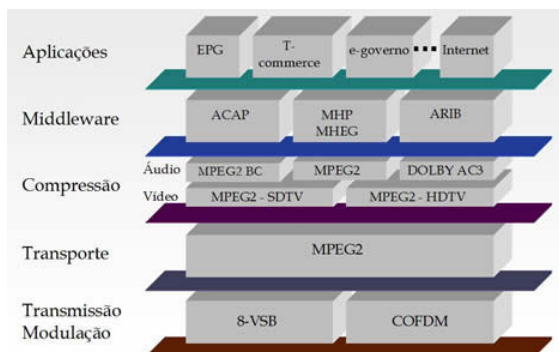 Aplicações
EPG
T-
commerce
e-governo
Internet
Middleware
ACAP
MHP
MHEG
ARIB
Compressão
Áudio
MPEG2 BC
MPEG2
DOLBY AC3
Vídeo
MPEG2 - SDTV
MPEG2 - HDTV
Transporte
MPEG2
Transmissão
Modulação
8-VSB
COFDM